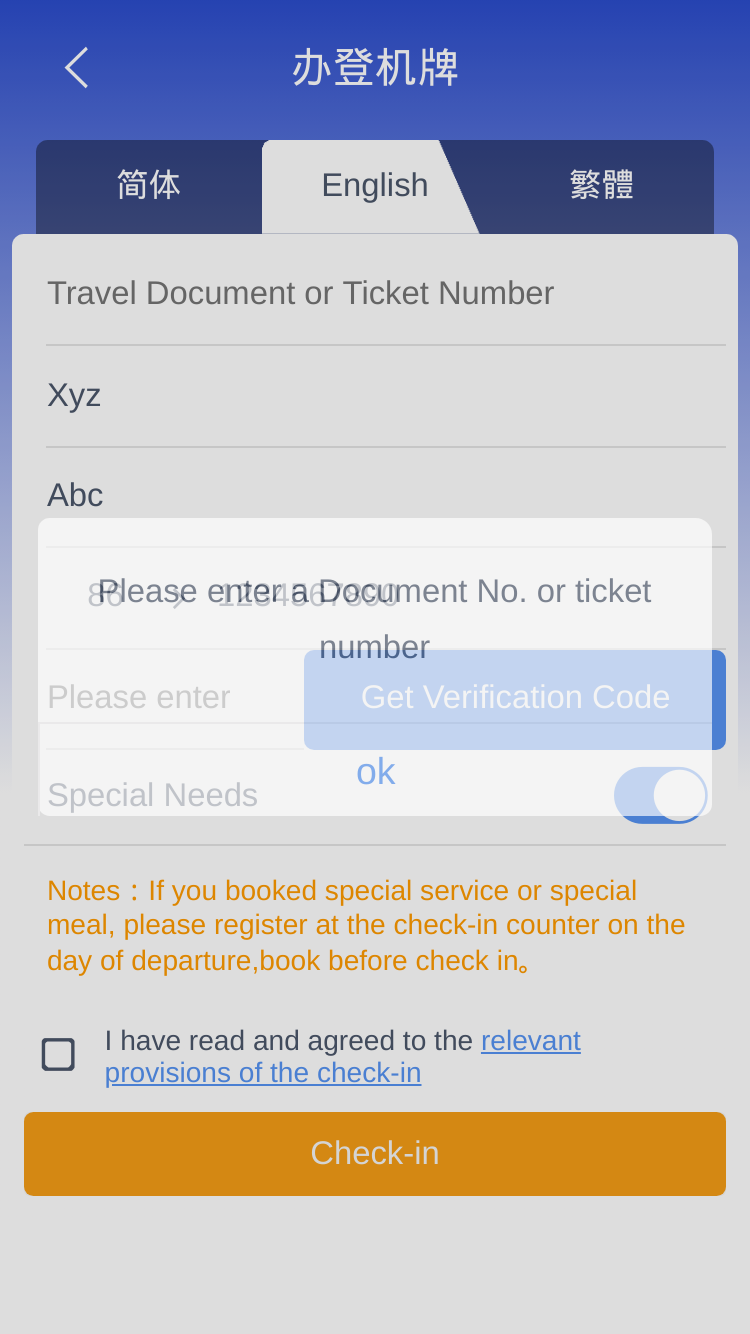 办登机牌
简体 English 繁體
Travel Document or Ticket Number
Xyz
Abc
86 1234567890
Please enter a Document No. or ticket
number
Please enter Get Verification Code
ok
Special Needs
Notes：If you booked special service or special
meal, please register at the check-in counter on the
day of departure,book before check in。
I have read and agreed to the relevant
provisions of the check-in
Check-in